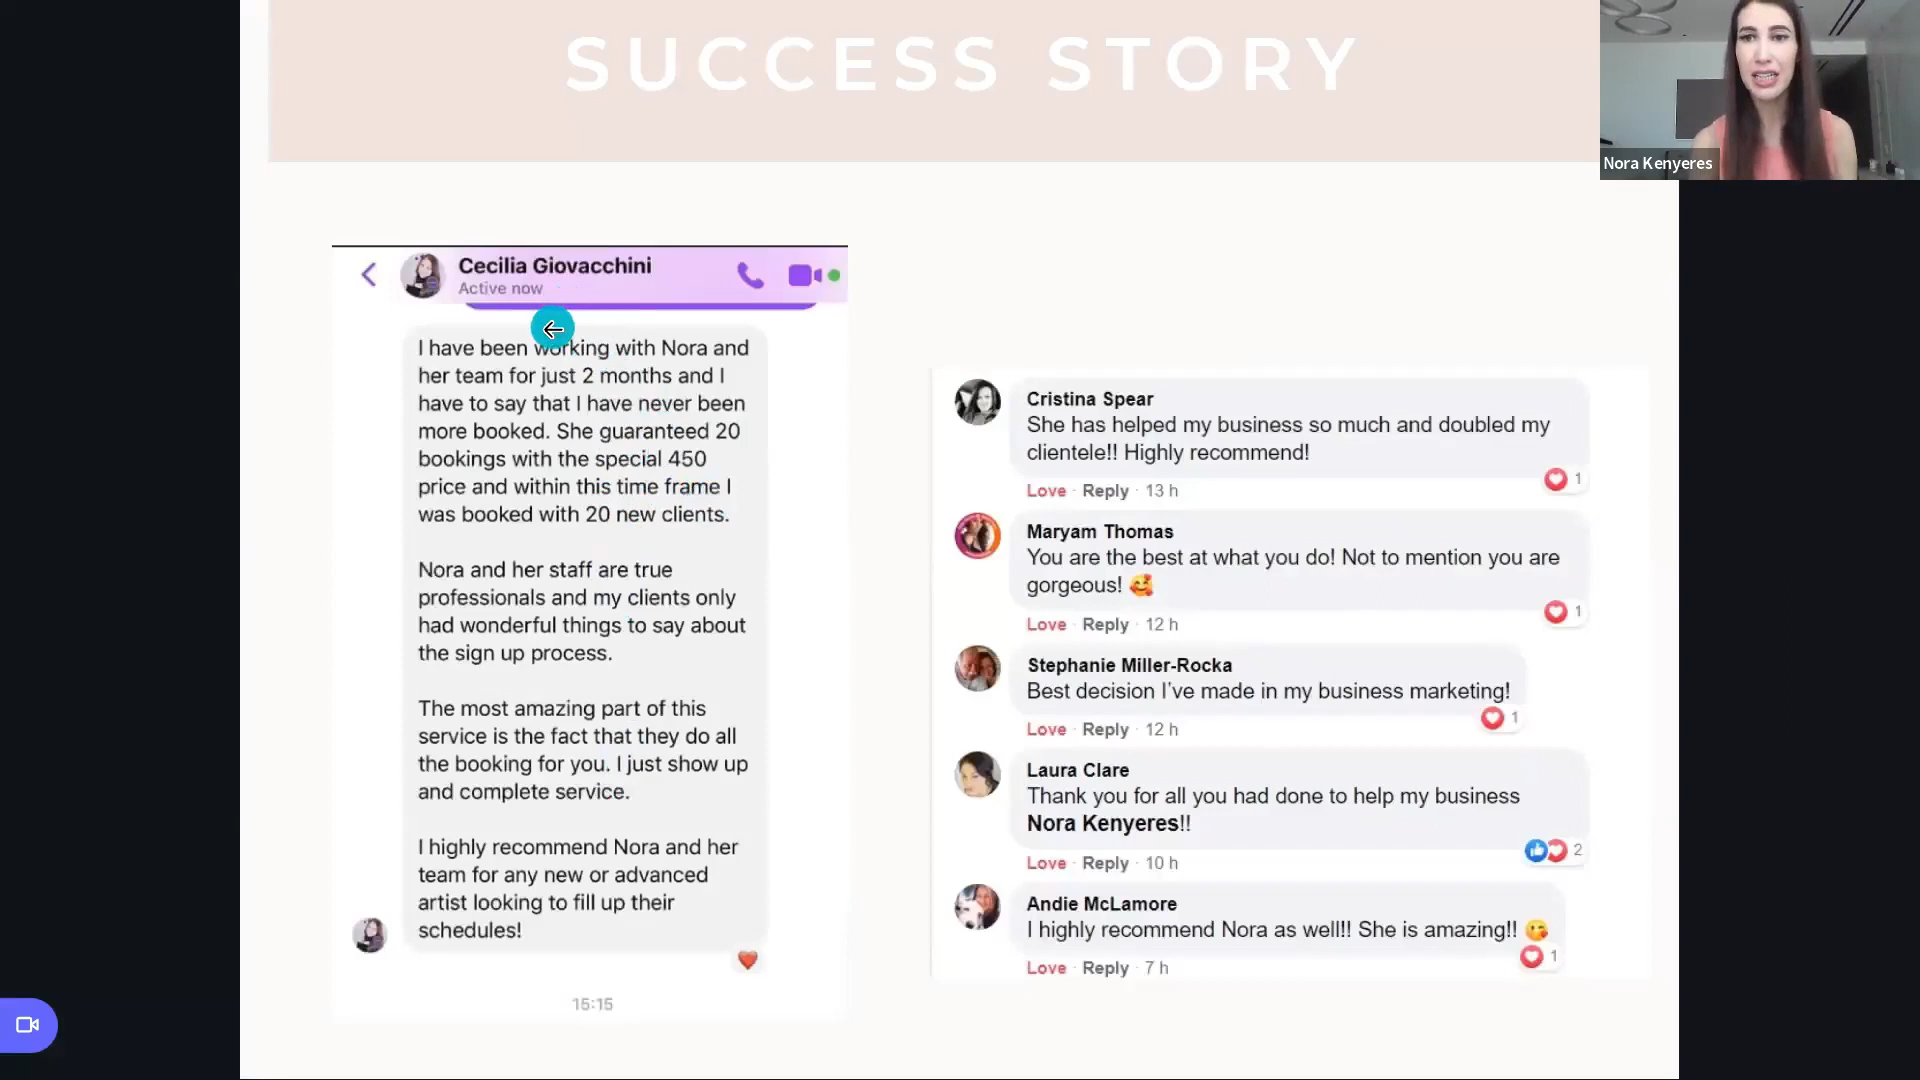 SUCCESS STORY
Nora Kenyeres
Cecilia Giovacchini
Active now
I have been working with Nora and
her team for just 2 months and I
have to say that I have never been
more booked. She guaranteed 20
bookings with the special 450
price and within this time frame I
was booked with 20 new clients.
Nora and her staff are true
professionals and my clients only
had wonderful things to say about
the sign up process.
The most amazing part of this
service is the fact that they do all
the booking for you. I just show up
and complete service.
I highly recommend Nora and her
team for any new or advanced
artist looking to fill up their
schedules!
15:15
Cristina Spear
She has helped my business so much and doubled my
clientele!! Highly recommend!
1
Love · Reply · 13 h
Maryam Thomas
You are the best at what you do! Not to mention you are
gorgeous! 🥰
1
Love · Reply · 12 h
Stephanie Miller-Rocka
Best decision I've made in my business marketing!
1
Love · Reply · 12 h
Laura Clare
Thank you for all you had done to help my business
Nora Kenyeres!!
2
Love · Reply · 10 h
Andie McLamore
I highly recommend Nora as well!! She is amazing!! 😘
1
Love · Reply · 7 h